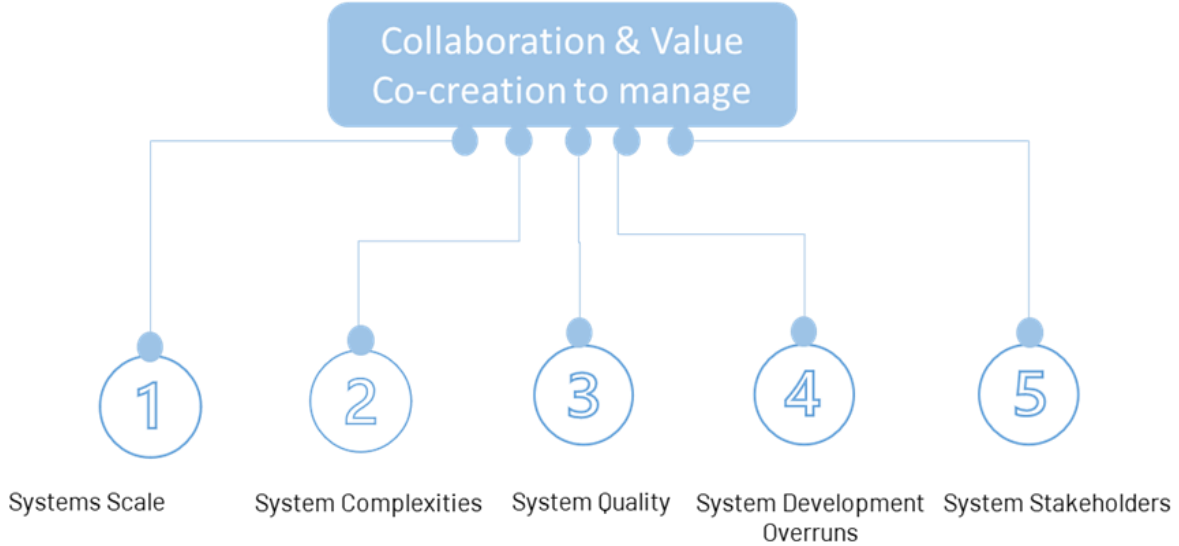 Collaboration & Value
Co-creation to manage
1
2
3
4
5
Systems Scale
System Complexities
System Quality
System Development
Overruns
System Stakeholders